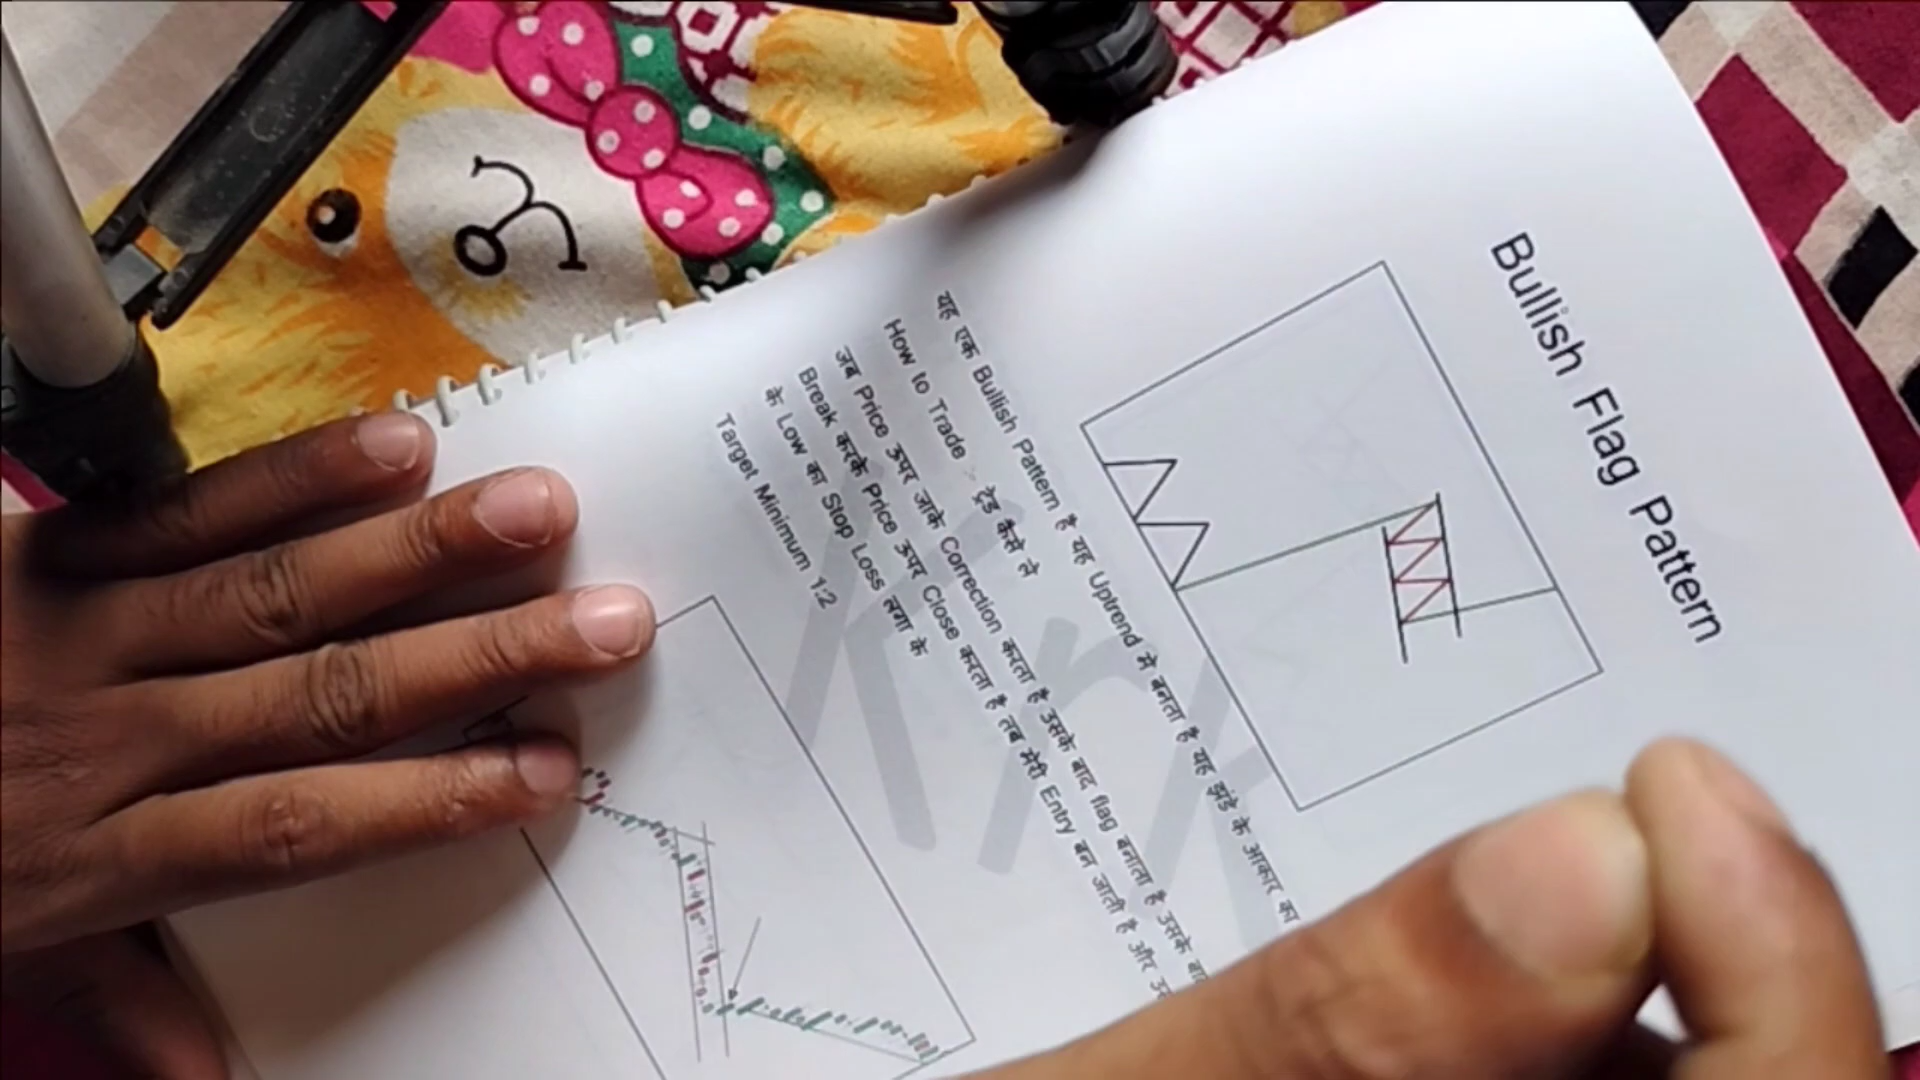 Bullish Flag Pattern
यह एक Bullish Pattern है यह Uptrend मे बनता है यह झंडे के आकार का
How to Trade ट्रेड कैसे ले
जब Price ऊपर जाके Correction करता है उसके बाद flag बनाता है उसके
Break करके Price ऊपर Close करता है तब मेरी Entry बन जाती है और
के Low का Stop Loss लगा के
Target Minimum 1:2